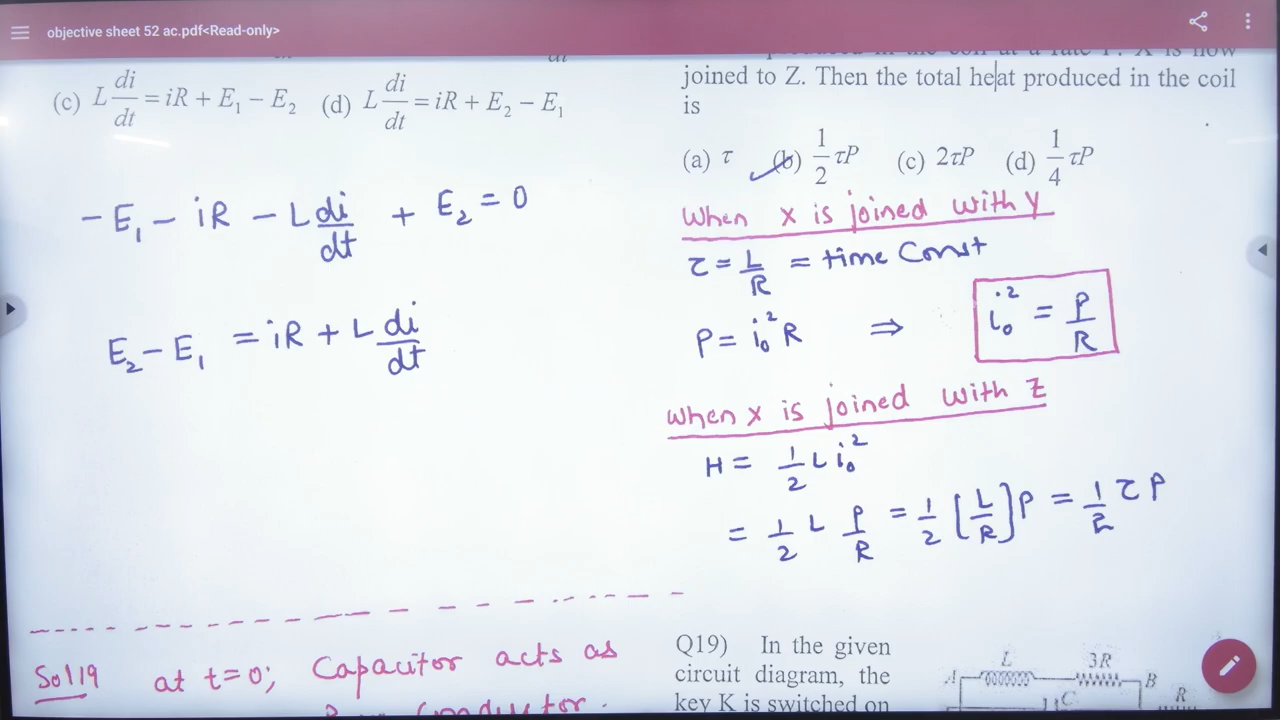 objective sheet 52 ac.pdf<Read-only>
(c) L di/dt = iR + E₁ − E₂ (d) L di/dt = iR + E₂ − E₁
− E₁ − iR − L di/dt + E₂ = 0
E₂ − E₁ = iR + L di/dt
joined to Z. Then the total heat produced in the coil
is
(a) τ (b) 1/2 τP (c) 2τP (d) 1/4 τP
When X is joined with Y
τ = L/R = time Const
P = i₀² R ⇒ i₀² = P/R
When X is joined with Z
H = 1/2 L i₀²
= 1/2 L P/R = 1/2 [L/R] P = 1/2 τ P
Sol 19 at t=0; Capacitor acts as
conductor.
Q19) In the given
circuit diagram, the
key K is switched on
L 3R
A B
C R